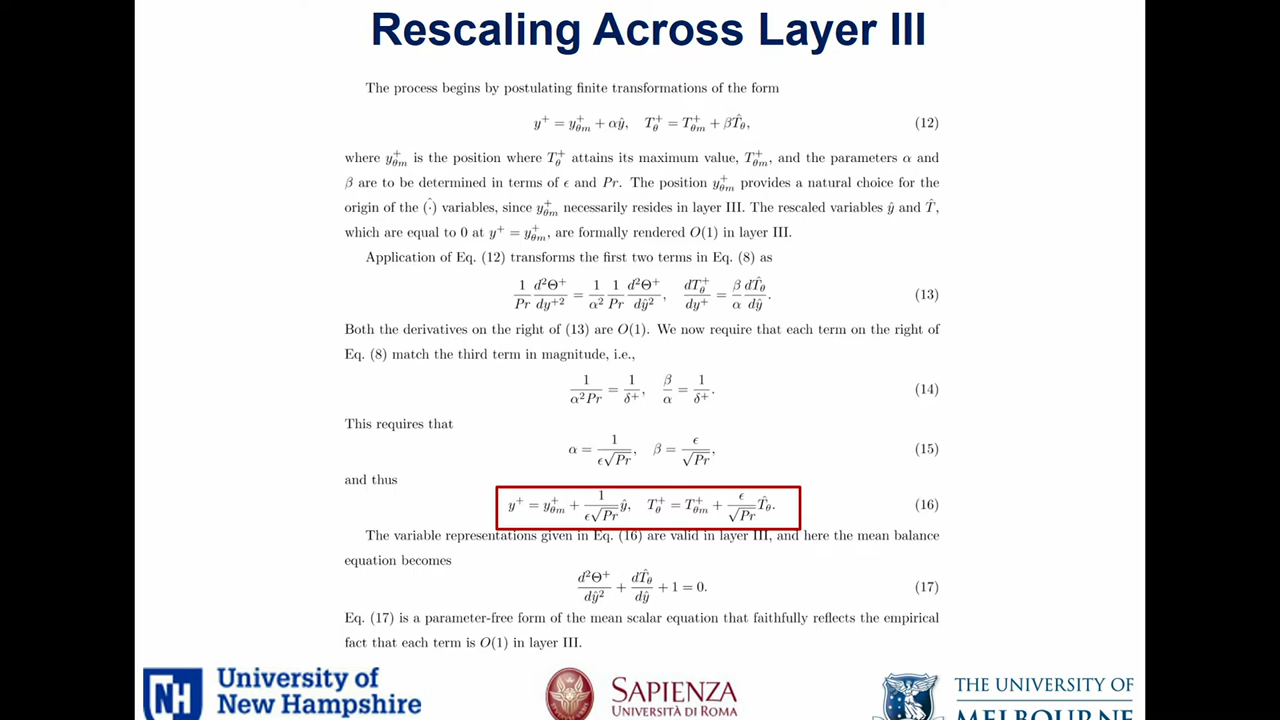 Rescaling Across Layer III
The process begins by postulating finite transformations of the form
y⁺ = y⁺_θm + αŷ, T⁺_θ = T⁺_θm + βT̂_θ, (12)
where y⁺_θm is the position where T⁺_θ attains its maximum value, T⁺_θm, and the parameters α and
β are to be determined in terms of ϵ and Pr. The position y⁺_θm provides a natural choice for the
origin of the (·̂) variables, since y⁺_θm necessarily resides in layer III. The rescaled variables ŷ and T̂,
which are equal to 0 at y⁺ = y⁺_θm, are formally rendered O(1) in layer III.
Application of Eq. (12) transforms the first two terms in Eq. (8) as
1/Pr d²Θ⁺/dy⁺² = 1/α² 1/Pr d²Θ⁺/dŷ², dT⁺_θ/dy⁺ = β/α dT̂_θ/dŷ. (13)
Both the derivatives on the right of (13) are O(1). We now require that each term on the right of
Eq. (8) match the third term in magnitude, i.e.,
1/α²Pr = 1/δ⁺, β/α = 1/δ⁺. (14)
This requires that
α = 1/ϵ√Pr, β = ϵ/√Pr, (15)
and thus
y⁺ = y⁺_θm + 1/ϵ√Pr ŷ, T⁺_θ = T⁺_θm + ϵ/√Pr T̂_θ. (16)
The variable representations given in Eq. (16) are valid in layer III, and here the mean balance
equation becomes
d²Θ⁺/dŷ² + dT̂_θ/dŷ + 1 = 0. (17)
Eq. (17) is a parameter-free form of the mean scalar equation that faithfully reflects the empirical
fact that each term is O(1) in layer III.
NH University of
New Hampshire
SAPIENZA
UNIVERSITÀ DI ROMA
THE UNIVERSITY OF
MELBOURNE